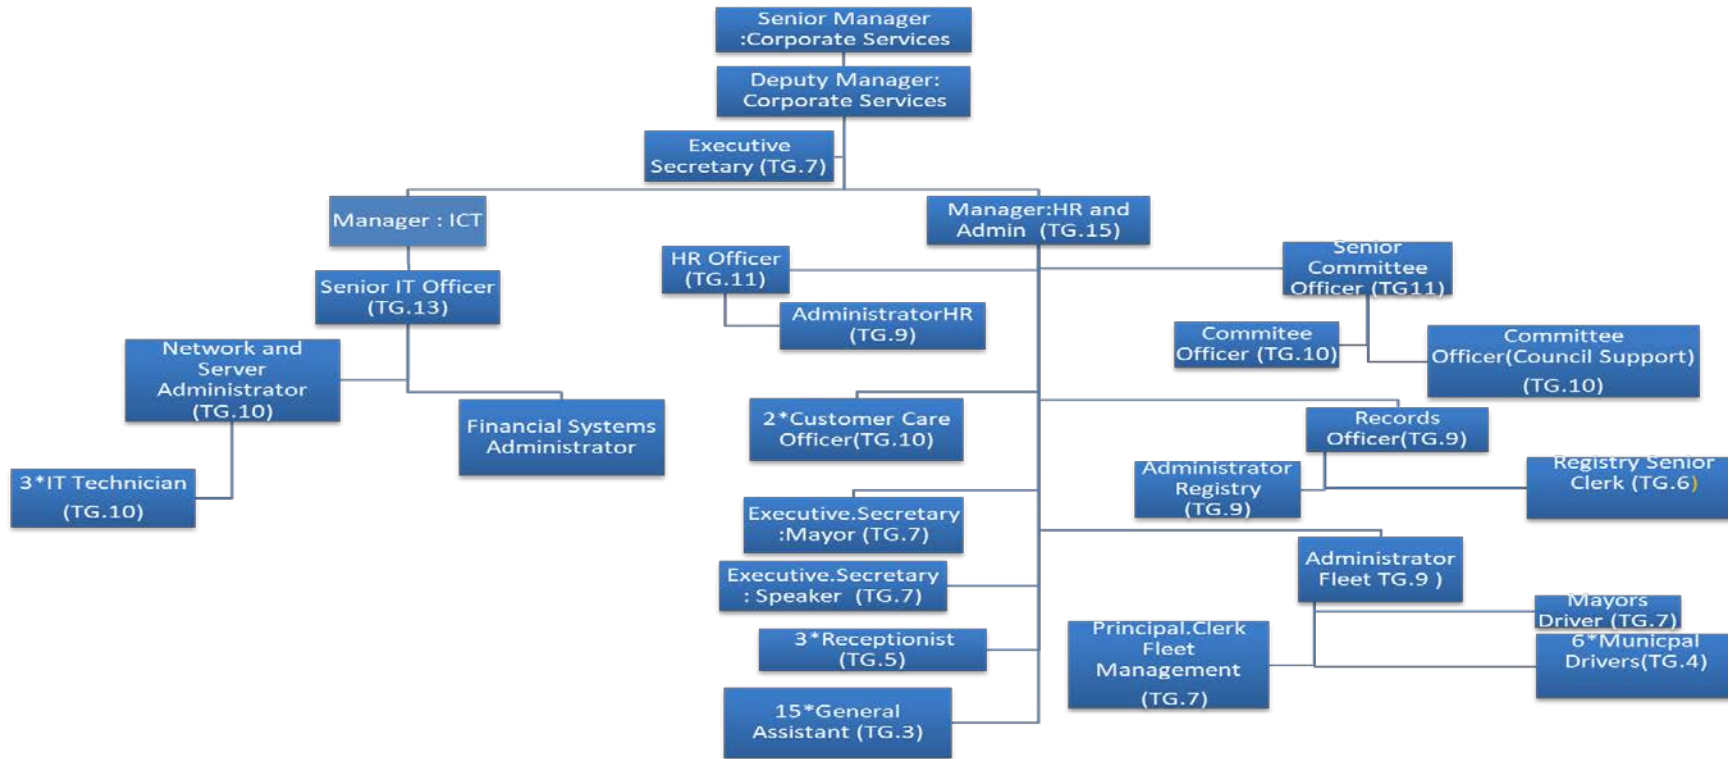 Senior Manager
:Corporate Services
Deputy Manager:
Corporate Services
Executive
Secretary (TG.7)
Manager : ICT
Manager:HR and
Admin (TG.15)
Senior IT Officer
(TG.13)
Network and
Server
Administrator
(TG.10)
Financial Systems
Administrator
3*IT Technician
(TG.10)
HR Officer
(TG.11)
AdministratorHR
(TG.9)
2*Customer Care
Officer(TG.10)
Executive.Secretary
:Mayor (TG.7)
Executive.Secretary
: Speaker (TG.7)
3*Receptionist
(TG.5)
15*General
Assistant (TG.3)
Senior
Committee
Officer (TG11)
Commitee
Officer (TG.10)
Committee
Officer(Council Support)
(TG.10)
Records
Officer(TG.9)
Administrator
Registry
(TG.9)
Registry Senior
Clerk (TG.6)
Administrator
Fleet TG.9 )
Principal.Clerk
Fleet
Management
(TG.7)
Mayors
Driver (TG.7)
6*Municpal
Drivers(TG.4)